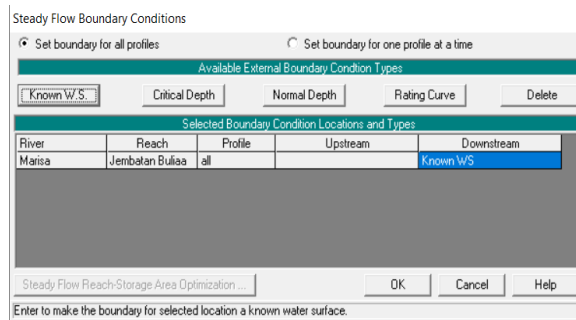 Steady Flow Boundary Conditions
Set boundary for all profiles Set boundary for one profile at a time
Available External Boundary Condtion Types
Known W.S. Critical Depth Normal Depth Rating Curve Delete
Selected Boundary Condition Locations and Types
River Reach Profile Upstream Downstream
Marisa Jembatan Buliaa all Known WS
Steady Flow Reach-Storage Area Optimization ... OK Cancel Help
Enter to make the boundary for selected location a known water surface.